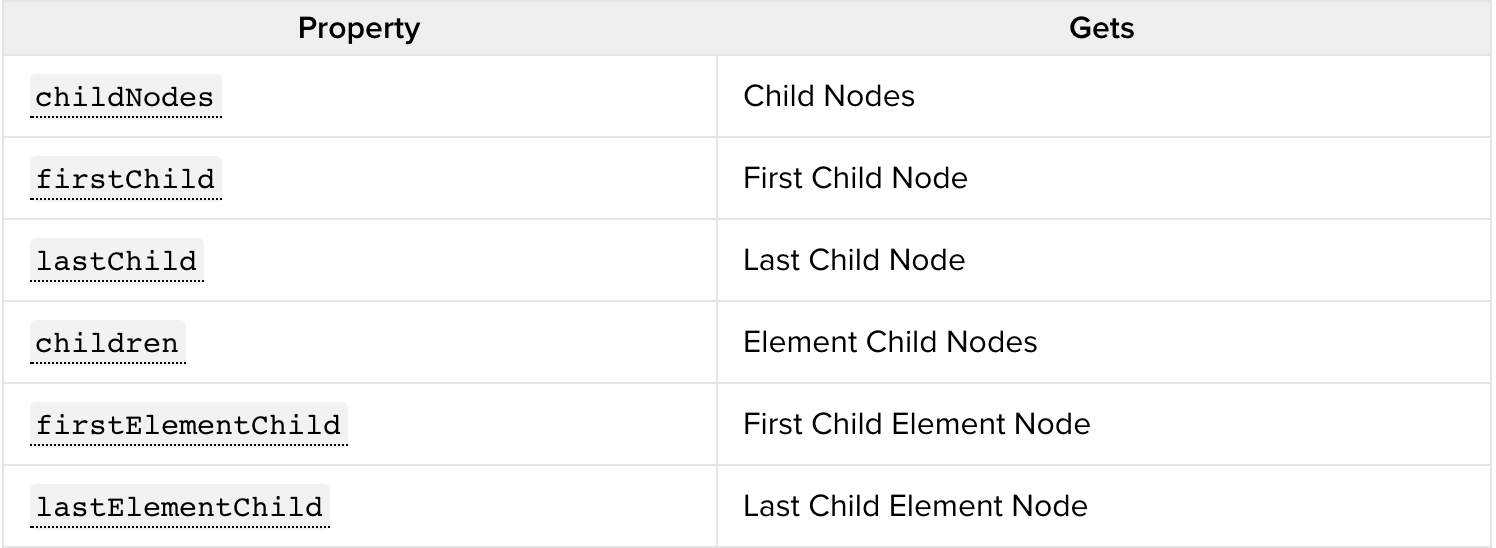 Property Gets
childNodes Child Nodes
firstChild First Child Node
lastChild Last Child Node
children Element Child Nodes
firstElementChild First Child Element Node
lastElementChild Last Child Element Node